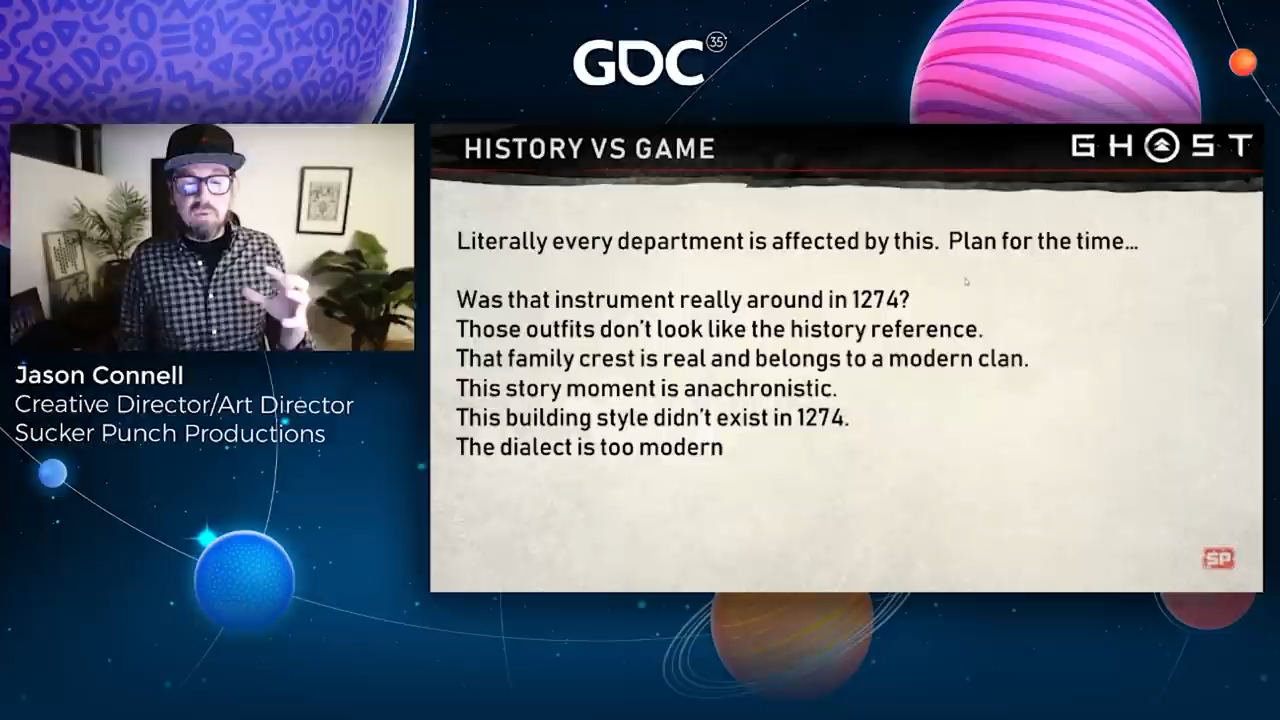 GDC 35
HISTORY VS GAME
GHOST
Literally every department is affected by this. Plan for the time...
Was that instrument really around in 1274?
Those outfits don't look like the history reference.
That family crest is real and belongs to a modern clan.
This story moment is anachronistic.
This building style didn't exist in 1274.
The dialect is too modern
SP
Jason Connell
Creative Director/Art Director
Sucker Punch Productions